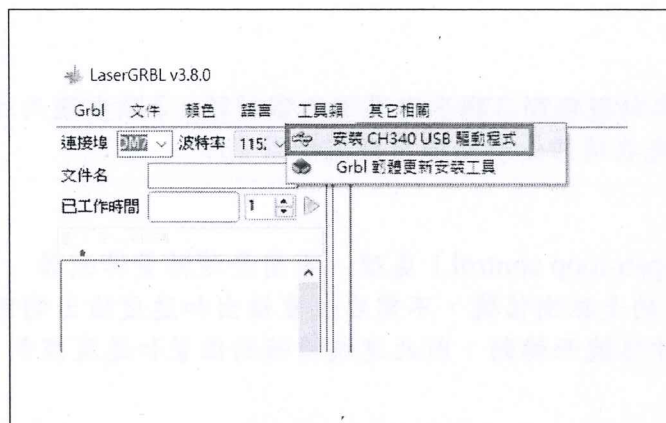 LaserGRBL v3.8.0
Grbl 文件 顏色 語言 工具類 其它相關
連接埠 波特率 115: 安裝 CH340 USB 驅動程式
文件名 Grbl 韌體更新安裝工具
已工作時間 1